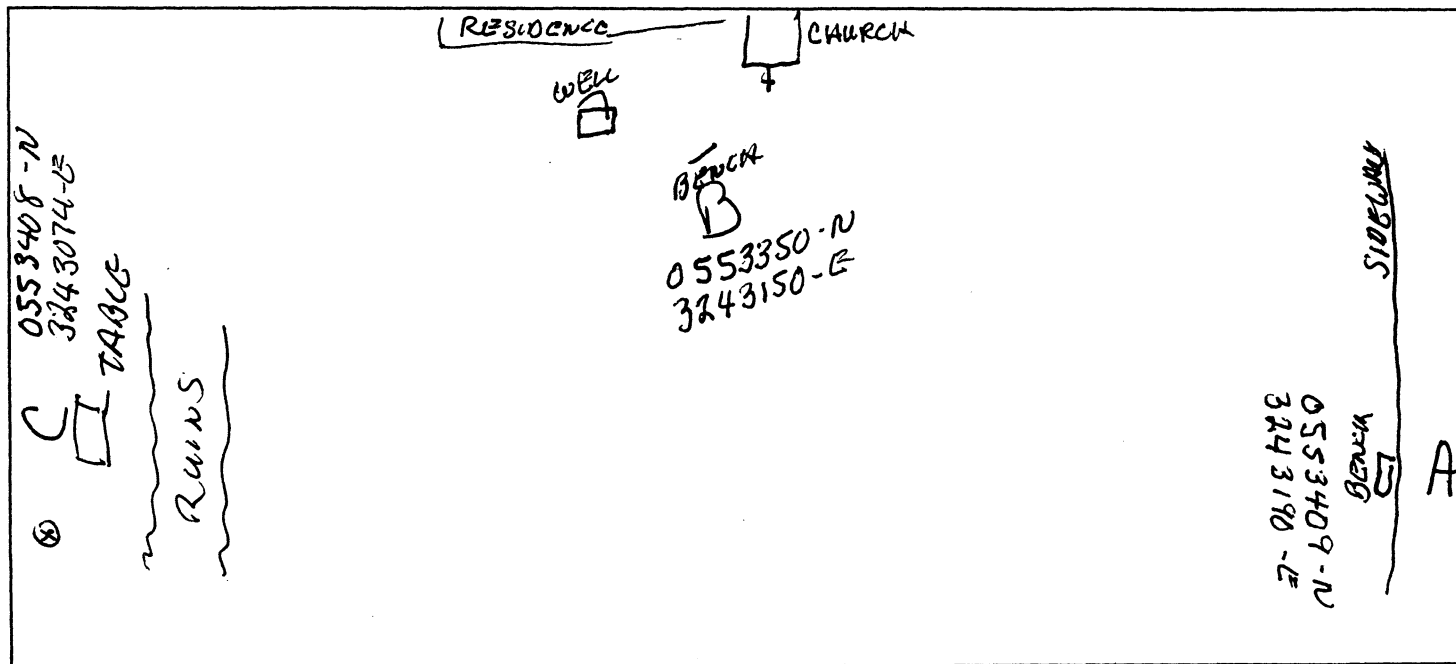 RESIDENCE
CHURCH
WELL
BENCH
B
0553350-N
3243150-E
C
0553408-N
3243074-E
TABLE
RUINS
SIDEWALK
BENCH
0553409-N
3243190-E
A